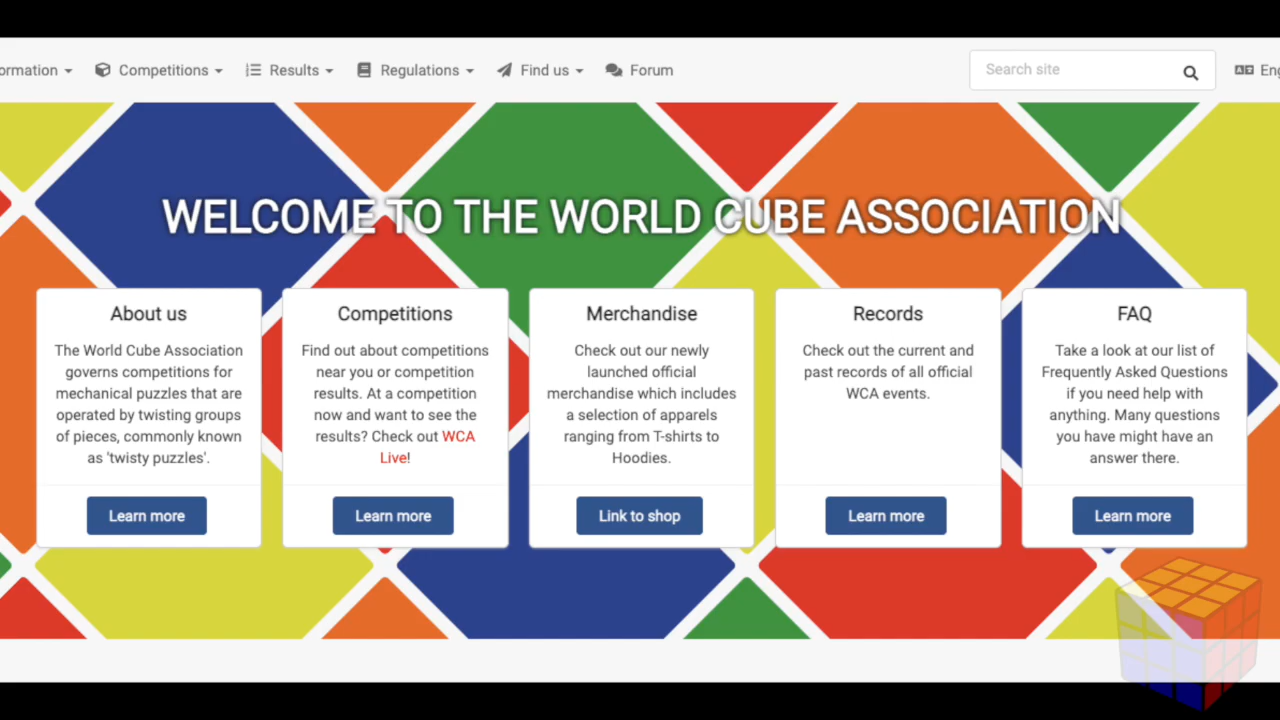 ormation
Competitions
Results
Regulations
Find us
Forum
Search site
Eng
WELCOME TO THE WORLD CUBE ASSOCIATION
About us
The World Cube Association
governs competitions for
mechanical puzzles that are
operated by twisting groups
of pieces, commonly known
as 'twisty puzzles'.
Learn more
Competitions
Find out about competitions
near you or competition
results. At a competition
now and want to see the
results? Check out WCA
Live!
Learn more
Merchandise
Check out our newly
launched official
merchandise which includes
a selection of apparels
ranging from T-shirts to
Hoodies.
Link to shop
Records
Check out the current and
past records of all official
WCA events.
Learn more
FAQ
Take a look at our list of
Frequently Asked Questions
if you need help with
anything. Many questions
you have might have an
answer there.
Learn more